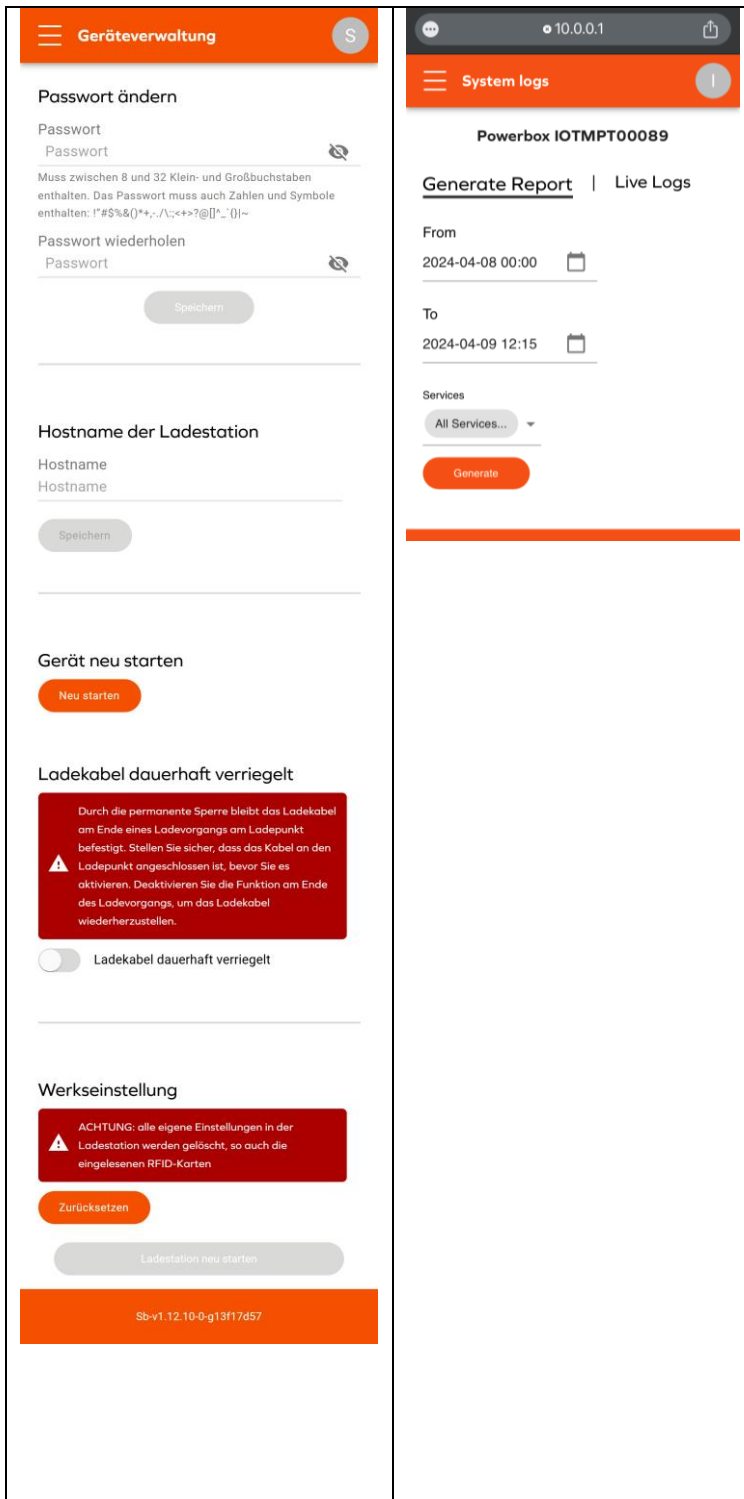 Geräteverwaltung
S
Passwort ändern
Passwort
Passwort
Muss zwischen 8 und 32 Klein- und Großbuchstaben
enthalten. Das Passwort muss auch Zahlen und Symbole
enthalten: !"#$%&()*+,-./\:;<+>?@[]^_`{}|~
Passwort wiederholen
Passwort
Speichern
Hostname der Ladestation
Hostname
Hostname
Speichern
Gerät neu starten
Neu starten
Ladekabel dauerhaft verriegelt
Durch die permanente Sperre bleibt das Ladekabel
am Ende eines Ladevorgangs am Ladepunkt
befestigt. Stellen Sie sicher, dass das Kabel an den
Ladepunkt angeschlossen ist, bevor Sie es
aktivieren. Deaktivieren Sie die Funktion am Ende
des Ladevorgangs, um das Ladekabel
wiederherzustellen.
Ladekabel dauerhaft verriegelt
Werkseinstellung
ACHTUNG: alle eigene Einstellungen in der
Ladestation werden gelöscht, so auch die
eingelesenen RFID-Karten
Zurücksetzen
Ladestation neu starten
Sb-v1.12.10-0-g13f17d57
10.0.0.1
System logs
I
Powerbox IOTMPT00089
Generate Report | Live Logs
From
2024-04-08 00:00
To
2024-04-09 12:15
Services
All Services...
Generate